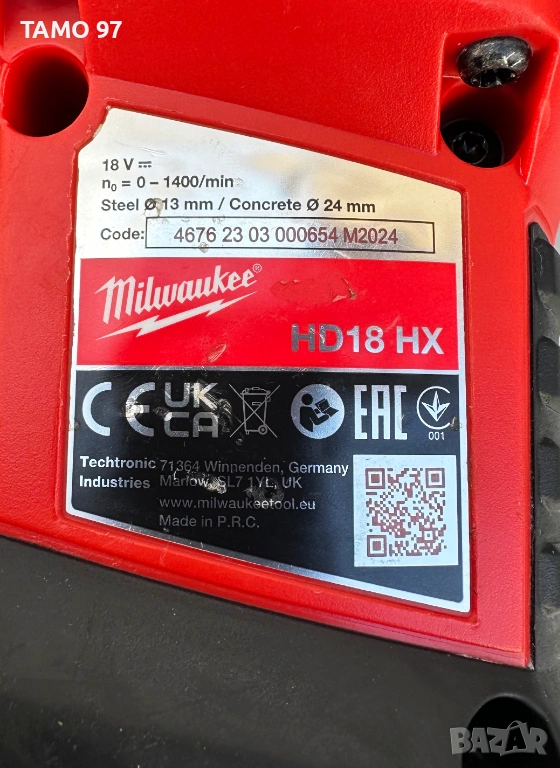 TAMO 97
18 V ⎓
n₀ = 0 – 1400/min
Steel Ø 13 mm / Concrete Ø 24 mm
Code: 4676 23 03 000654 M2024
Milwaukee®
HD18 HX
CE UK CA EAC
001
Techtronic Industries
71364 Winnenden, Germany
Marlow, SL7 1YL, UK
www.milwaukeetool.eu
Made in P.R.C.
BAZAR